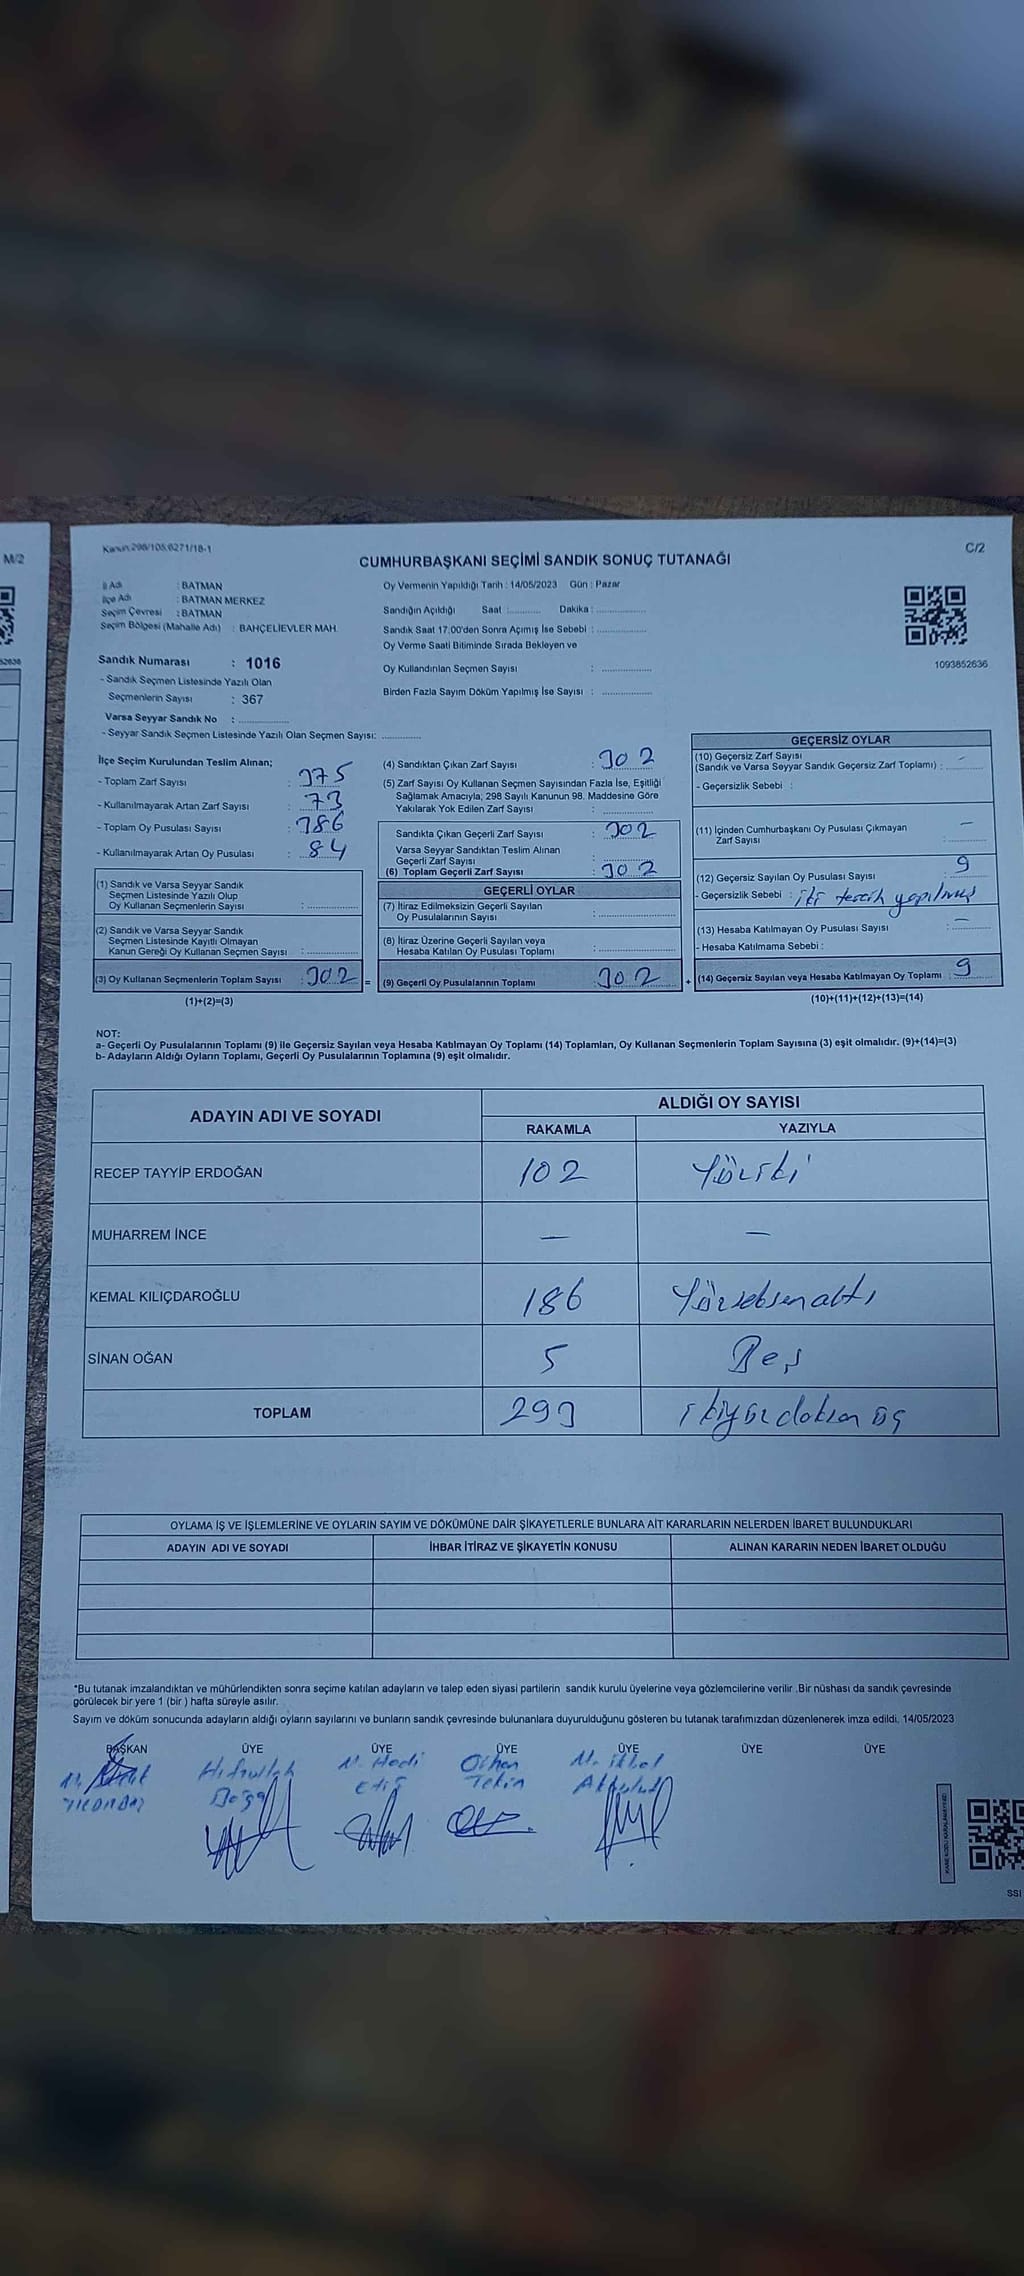 M/2
Kanun:298/105,6271/18-1
C/2
CUMHURBAŞKANI SEÇİMİ SANDIK SONUÇ TUTANAĞI
İl Adı : BATMAN
İlçe Adı : BATMAN MERKEZ
Seçim Çevresi : BATMAN
Seçim Bölgesi (Mahalle Adı) : BAHÇELİEVLER MAH.
Sandık Numarası : 1016
- Sandık Seçmen Listesinde Yazılı Olan
Seçmenlerin Sayısı : 367
Varsa Seyyar Sandık No : ..............
- Seyyar Sandık Seçmen Listesinde Yazılı Olan Seçmen Sayısı: ............
Oy Vermenin Yapıldığı Tarih : 14/05/2023 Gün : Pazar
Sandığın Açıldığı Saat :........... Dakika : ..............
Sandık Saat 17:00'den Sonra Açımış İse Sebebi : ..............
Oy Verme Saati Bitiminde Sırada Bekleyen ve
Oy Kullandırılan Seçmen Sayısı : ..............
Birden Fazla Sayım Döküm Yapılmış İse Sayısı : ..............
1093852636
İlçe Seçim Kurulundan Teslim Alınan;
- Toplam Zarf Sayısı : 375
- Kullanılmayarak Artan Zarf Sayısı : 73
- Toplam Oy Pusulası Sayısı : 386
- Kullanılmayarak Artan Oy Pusulası : 84
(1) Sandık ve Varsa Seyyar Sandık
Seçmen Listesinde Yazılı Olup
Oy Kullanan Seçmenlerin Sayısı : ..............
(2) Sandık ve Varsa Seyyar Sandık
Seçmen Listesinde Kayıtlı Olmayan
Kanun Gereği Oy Kullanan Seçmen Sayısı : ..............
(3) Oy Kullanan Seçmenlerin Toplam Sayısı : 302
(1)+(2)=(3)
=
(4) Sandıktan Çıkan Zarf Sayısı : 302
(5) Zarf Sayısı Oy Kullanan Seçmen Sayısından Fazla İse, Eşitliği
Sağlamak Amacıyla; 298 Sayılı Kanunun 98. Maddesine Göre
Yakılarak Yok Edilen Zarf Sayısı : ..............
Sandıkta Çıkan Geçerli Zarf Sayısı : 302
Varsa Seyyar Sandıktan Teslim Alınan
Geçerli Zarf Sayısı : ..............
(6) Toplam Geçerli Zarf Sayısı : 302
GEÇERLİ OYLAR
(7) İtiraz Edilmeksizin Geçerli Sayılan
Oy Pusulalarının Sayısı : ..............
(8) İtiraz Üzerine Geçerli Sayılan veya
Hesaba Katılan Oy Pusulası Toplamı : ..............
(9) Geçerli Oy Pusulalarının Toplamı : 302
+
GEÇERSİZ OYLAR
(10) Geçersiz Zarf Sayısı
(Sandık ve Varsa Seyyar Sandık Geçersiz Zarf Toplamı) : –
- Geçersizlik Sebebi :
(11) İçinden Cumhurbaşkanı Oy Pusulası Çıkmayan
Zarf Sayısı : –
(12) Geçersiz Sayılan Oy Pusulası Sayısı : 9
- Geçersizlik Sebebi : iki tercih yapılmış
(13) Hesaba Katılmayan Oy Pusulası Sayısı : –
- Hesaba Katılmama Sebebi :
(14) Geçersiz Sayılan veya Hesaba Katılmayan Oy Toplamı : 9
(10)+(11)+(12)+(13)=(14)
NOT:
a- Geçerli Oy Pusulalarının Toplamı (9) ile Geçersiz Sayılan veya Hesaba Katılmayan Oy Toplamı (14) Toplamları, Oy Kullanan Seçmenlerin Toplam Sayısına (3) eşit olmalıdır. (9)+(14)=(3)
b- Adayların Aldığı Oyların Toplamı, Geçerli Oy Pusulalarının Toplamına (9) eşit olmalıdır.
ADAYIN ADI VE SOYADI
ALDIĞI OY SAYISI
RAKAMLA YAZIYLA
RECEP TAYYİP ERDOĞAN 102 Yüziki
MUHARREM İNCE — —
KEMAL KILIÇDAROĞLU 186 Yüzseksenaltı
SİNAN OĞAN 5 Beş
TOPLAM 293 ikiyüzdoksan üç
OYLAMA İŞ VE İŞLEMLERİNE VE OYLARIN SAYIM VE DÖKÜMÜNE DAİR ŞİKAYETLERLE BUNLARA AİT KARARLARIN NELERDEN İBARET BULUNDUKLARI
ADAYIN ADI VE SOYADI İHBAR İTİRAZ VE ŞİKAYETİN KONUSU ALINAN KARARIN NEDEN İBARET OLDUĞU
*Bu tutanak imzalandıktan ve mühürlendikten sonra seçime katılan adayların ve talep eden siyasi partilerin sandık kurulu üyelerine veya gözlemcilerine verilir .Bir nüshası da sandık çevresinde
görülecek bir yere 1 (bir ) hafta süreyle asılır.
Sayım ve döküm sonucunda adayların aldığı oyların sayılarını ve bunların sandık çevresinde bulunanlara duyurulduğunu gösteren bu tutanak tarafımızdan düzenlenerek imza edildi. 14/05/2023
BAŞKAN ÜYE ÜYE ÜYE ÜYE ÜYE ÜYE
Orhan
Tekin
SSI